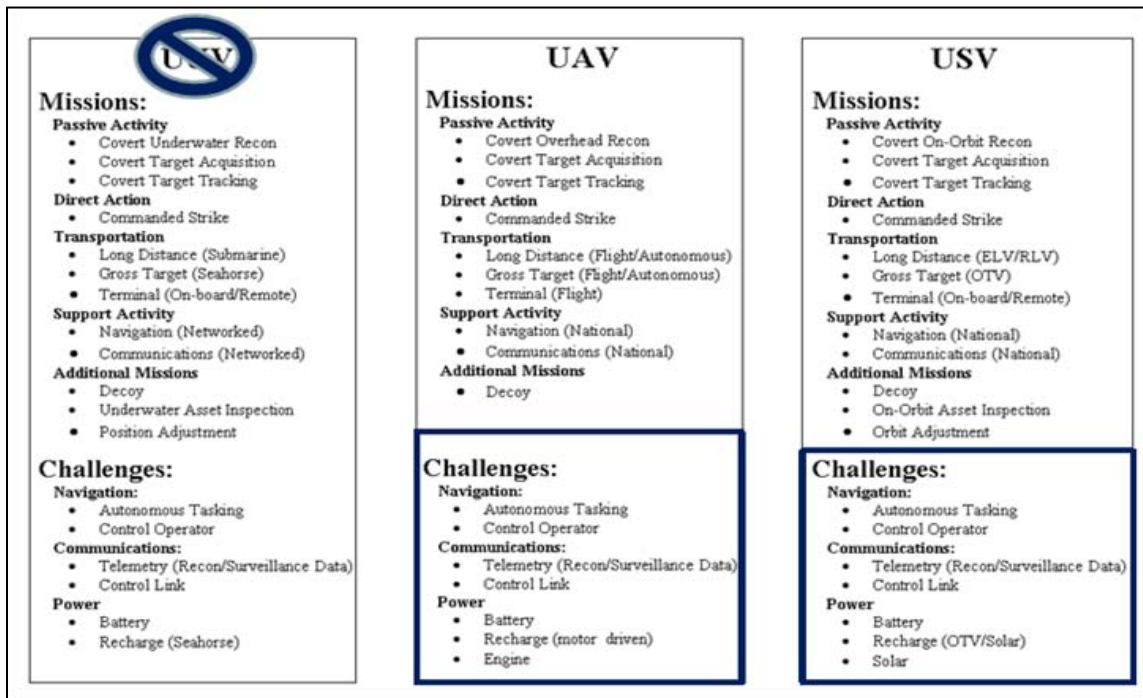 Missions:
Passive Activity
• Covert Underwater Recon
• Covert Target Acquisition
• Covert Target Tracking
Direct Action
• Commanded Strike
Transportation
• Long Distance (Submarine)
• Gross Target (Seahorse)
• Terminal (On-board/Remote)
Support Activity
• Navigation (Networked)
• Communications (Networked)
Additional Missions
• Decoy
• Underwater Asset Inspection
• Position Adjustment
Challenges:
Navigation:
• Autonomous Tasking
• Control Operator
Communications:
• Telemetry (Recon/Surveillance Data)
• Control Link
Power
• Battery
• Recharge (Seahorse)
UAV
Missions:
Passive Activity
• Covert Overhead Recon
• Covert Target Acquisition
• Covert Target Tracking
Direct Action
• Commanded Strike
Transportation
• Long Distance (Flight/Autonomous)
• Gross Target (Flight/Autonomous)
• Terminal (Flight)
Support Activity
• Navigation (National)
• Communications (National)
Additional Missions
• Decoy
Challenges:
Navigation:
• Autonomous Tasking
• Control Operator
Communications:
• Telemetry (Recon/Surveillance Data)
• Control Link
Power
• Battery
• Recharge (motor driven)
• Engine
USV
Missions:
Passive Activity
• Covert On-Orbit Recon
• Covert Target Acquisition
• Covert Target Tracking
Direct Action
• Commanded Strike
Transportation
• Long Distance (ELV/RLV)
• Gross Target (OTV)
• Terminal (On-board/Remote)
Support Activity
• Navigation (National)
• Communications (National)
Additional Missions
• Decoy
• On-Orbit Asset Inspection
• Orbit Adjustment
Challenges:
Navigation:
• Autonomous Tasking
• Control Operator
Communications:
• Telemetry (Recon/Surveillance Data)
• Control Link
Power
• Battery
• Recharge (OTV/Solar)
• Solar